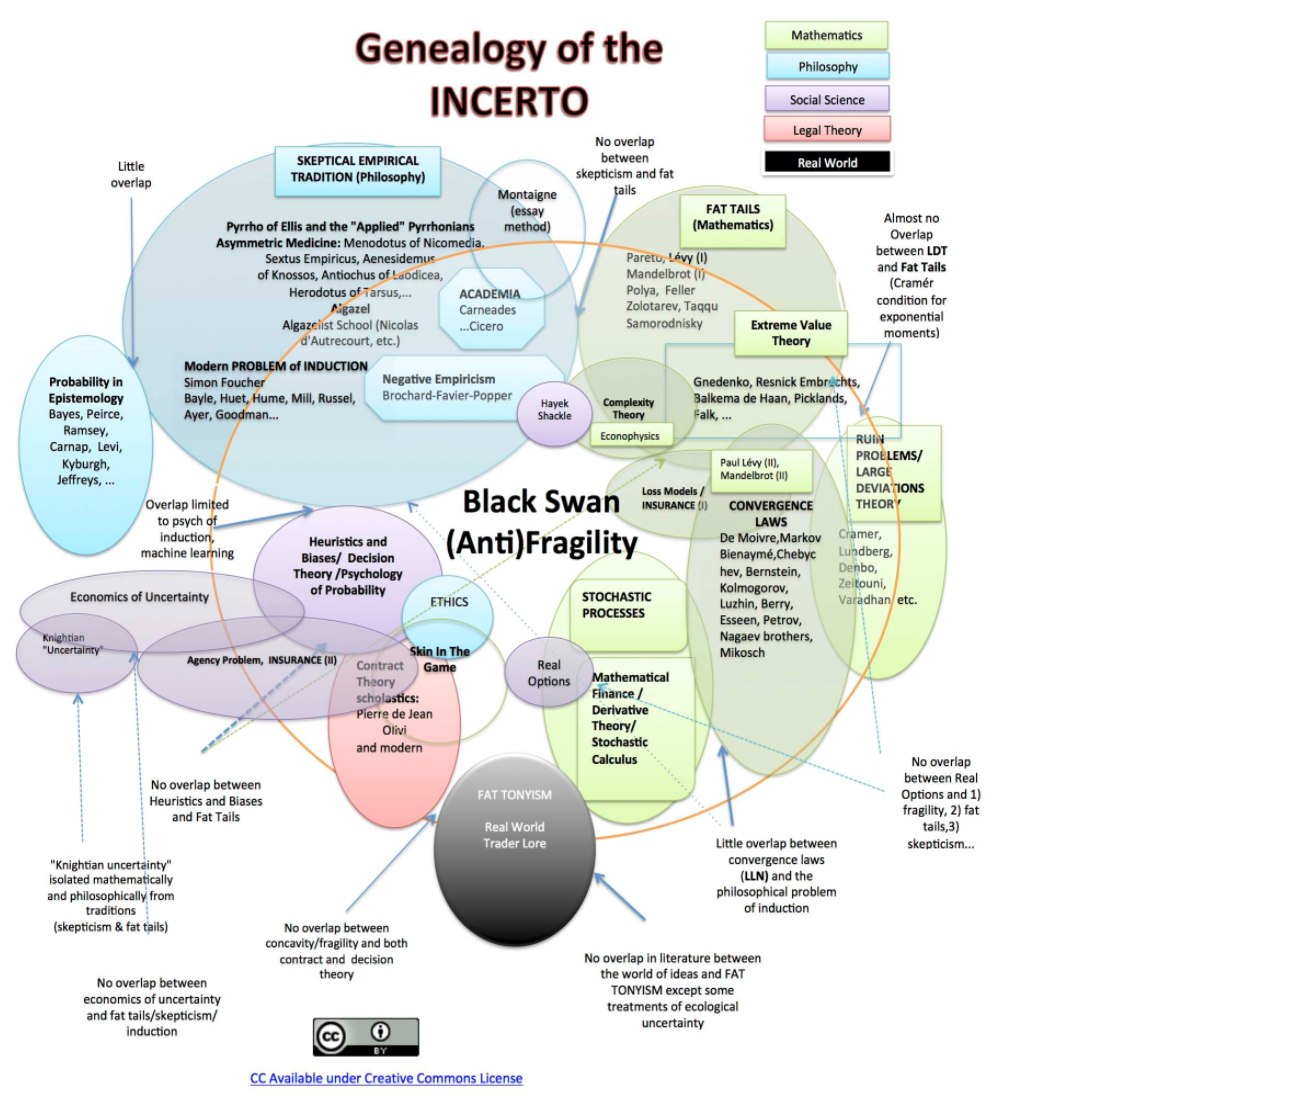 Genealogy of the
INCERTO
Mathematics
Philosophy
Social Science
Legal Theory
Real World
Little
overlap
SKEPTICAL EMPIRICAL
TRADITION (Philosophy)
Montaigne
(essay
method)
No overlap
between
skepticism and fat
tails
FAT TAILS
(Mathematics)
Almost no
Overlap
between LDT
and Fat Tails
(Cramér
condition for
exponential
moments)
Pyrrho of Ellis and the "Applied" Pyrrhonians
Asymmetric Medicine: Menodotus of Nicomedia,
Sextus Empiricus, Aenesidemus
of Knossos, Antiochus of Laodicea,
Herodotus of Tarsus,...
Algazel
Algazelist School (Nicolas
d'Autrecourt, etc.)
ACADEMIA
Carneades
...Cicero
Pareto, Lévy (I)
Mandelbrot (I)
Polya, Feller
Zolotarev, Taqqu
Samorodnisky
Extreme Value
Theory
Gnedenko, Resnick Embrechts,
Balkema de Haan, Picklands,
Falk, ...
Modern PROBLEM of INDUCTION
Simon Foucher
Bayle, Huet, Hume, Mill, Russel,
Ayer, Goodman...
Negative Empiricism
Brochard-Favier-Popper
Hayek
Shackle
Complexity
Theory
Econophysics
Probability in
Epistemology
Bayes, Peirce,
Ramsey,
Carnap, Levi,
Kyburgh,
Jeffreys, ...
RUIN
PROBLEMS/
LARGE
DEVIATIONS
THEORY
Cramer,
Lundberg,
Denbo,
Zeitouni,
Varadhan, etc.
Paul Lévy (II),
Mandelbrot (II)
Loss Models /
INSURANCE (I)
CONVERGENCE
LAWS
De Moivre,Markov
Bienaymé,Chebyc
hev, Bernstein,
Kolmogorov,
Luzhin, Berry,
Esseen, Petrov,
Nagaev brothers,
Mikosch
Black Swan
(Anti)Fragility
Overlap limited
to psych of
induction,
machine learning
Heuristics and
Biases/ Decision
Theory /Psychology
of Probability
Economics of Uncertainty
Knightian
"Uncertainty"
Agency Problem, INSURANCE (II)
ETHICS
Skin In The
Game
Contract
Theory
scholastics:
Pierre de Jean
Olivi
and modern
STOCHASTIC
PROCESSES
Real
Options
Mathematical
Finance /
Derivative
Theory/
Stochastic
Calculus
FAT TONYISM
Real World
Trader Lore
No overlap between
Heuristics and Biases
and Fat Tails
No overlap
between Real
Options and 1)
fragility, 2) fat
tails,3)
skepticism...
Little overlap between
convergence laws
(LLN) and the
philosophical problem
of induction
"Knightian uncertainty"
isolated mathematically
and philosophically from
traditions
(skepticism & fat tails)
No overlap between
concavity/fragility and both
contract and decision
theory
No overlap in literature between
the world of ideas and FAT
TONYISM except some
treatments of ecological
uncertainty
No overlap between
economics of uncertainty
and fat tails/skepticism/
induction
CC
BY
CC Available under Creative Commons License